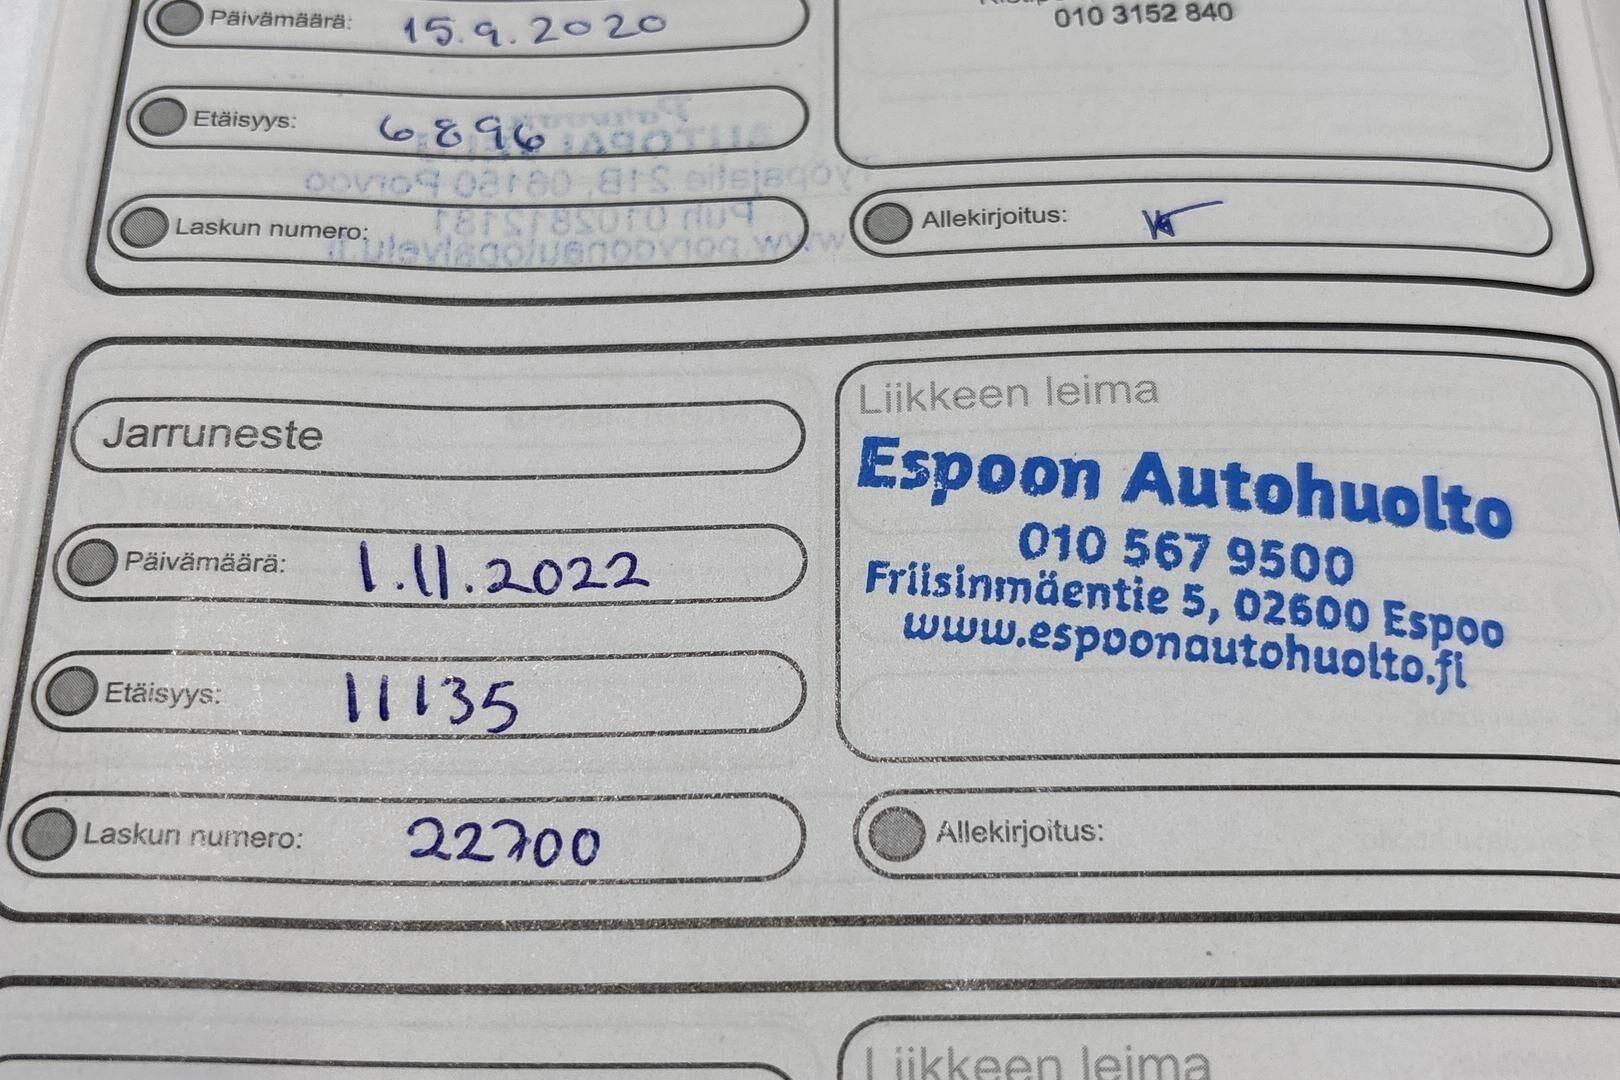 Päivämäärä: 15.9.2020
010 3152 840
Etäisyys: 6896
Laskun numero:
Allekirjoitus:
Jarruneste
Päivämäärä: 1.11.2022
Etäisyys: 11135
Laskun numero: 22700
Liikkeen leima
Espoon Autohuolto
010 567 9500
Friisinmäentie 5, 02600 Espoo
www.espoonautohuolto.fi
Allekirjoitus:
Liikkeen leima